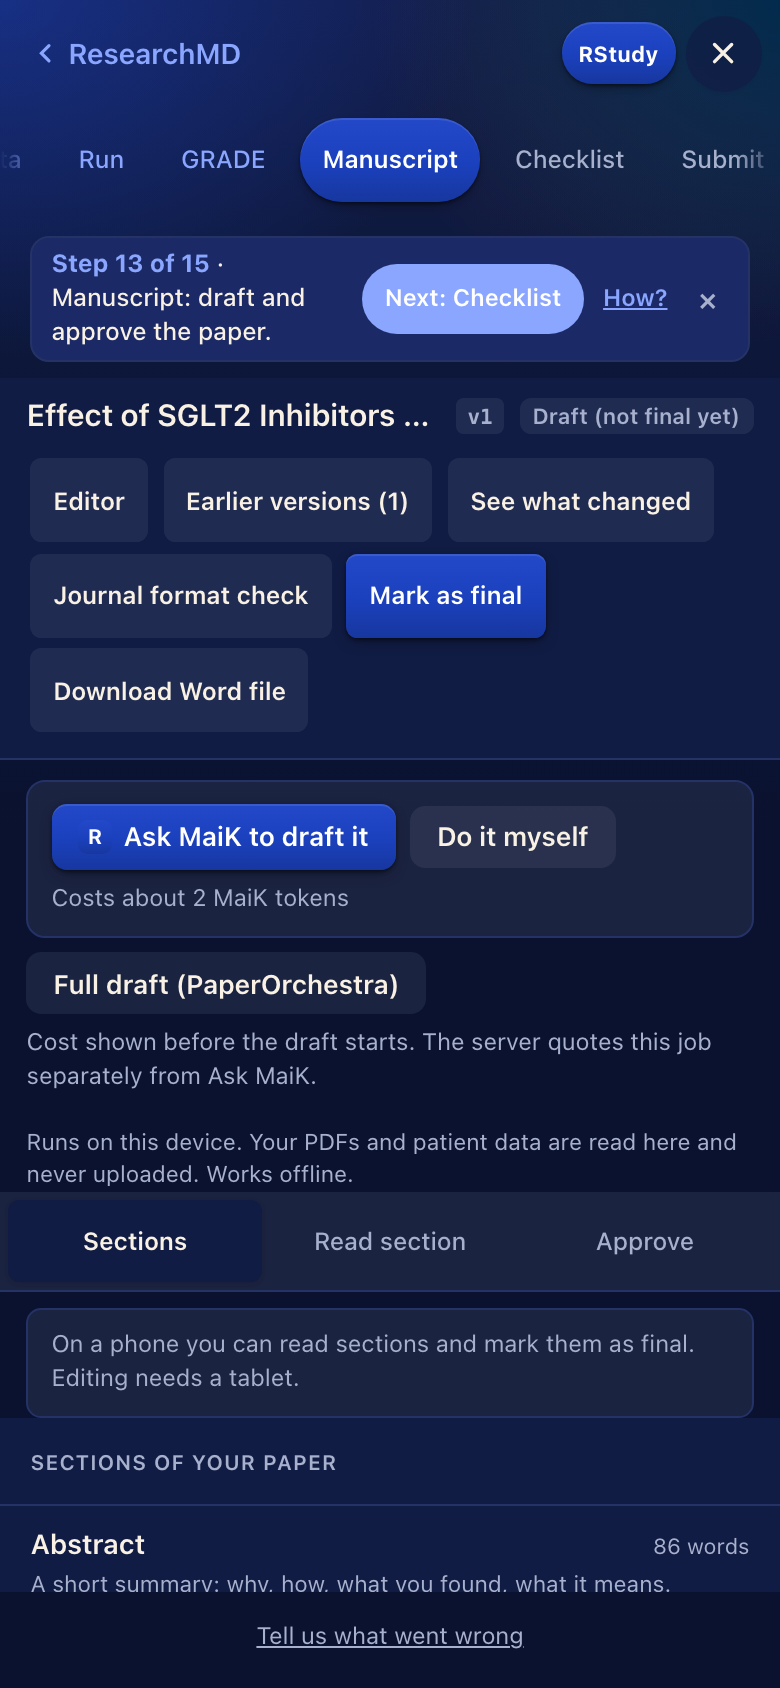 ResearchMD
RStudy
ta
Run
GRADE
Manuscript
Checklist
Submit
Step 13 of 15 ·
Manuscript: draft and
approve the paper.
Next: Checklist
How?
×
Effect of SGLT2 Inhibitors ...
v1
Draft (not final yet)
Editor
Earlier versions (1)
See what changed
Journal format check
Mark as final
Download Word file
R
Ask MaiK to draft it
Do it myself
Costs about 2 MaiK tokens
Full draft (PaperOrchestra)
Cost shown before the draft starts. The server quotes this job
separately from Ask MaiK.
Runs on this device. Your PDFs and patient data are read here and
never uploaded. Works offline.
Sections
Read section
Approve
On a phone you can read sections and mark them as final.
Editing needs a tablet.
SECTIONS OF YOUR PAPER
Abstract
86 words
A short summary: why, how, what you found, what it means.
Tell us what went wrong